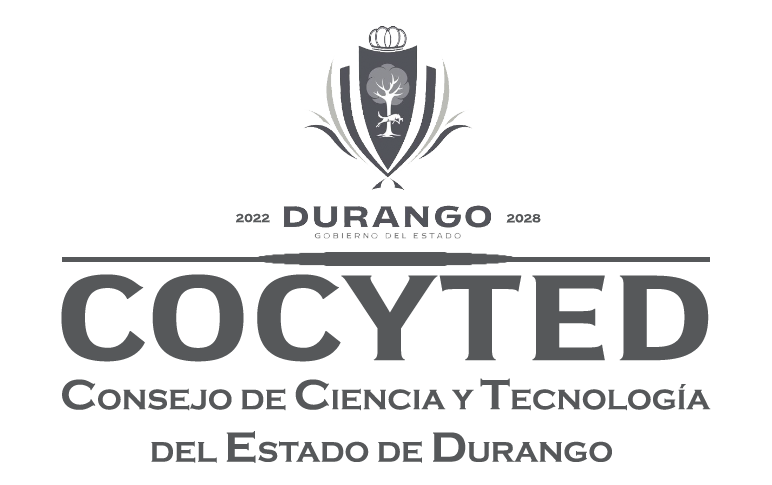 2022 DURANGO 2028
GOBIERNO DEL ESTADO
COCYTED
CONSEJO DE CIENCIA Y TECNOLOGÍA
DEL ESTADO DE DURANGO